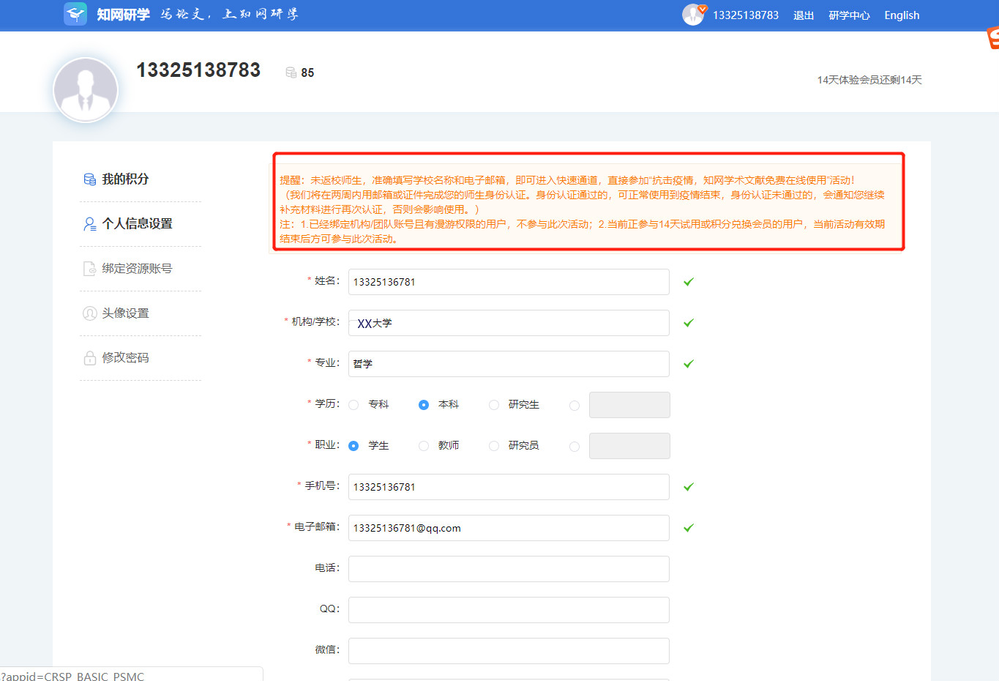 知网研学 写论文，上知网研学
13325138783 退出 研学中心 English
13325138783 85
14天体验会员还剩14天
我的积分
个人信息设置
绑定资源账号
头像设置
修改密码
提醒：未返校师生，准确填写学校名称和电子邮箱，即可进入快速通道，直接参加“抗击疫情，知网学术文献免费在线使用”活动！
（我们将在两周内用邮箱或证件完成您的师生身份认证。身份认证通过的，可正常使用到疫情结束，身份认证未通过的，会通知您继续
补充材料进行再次认证，否则会影响使用。）
注：1.已经绑定机构/团队账号且有漫游权限的用户，不参与此次活动；2.当前正参与14天试用或积分兑换会员的用户，当前活动有效期
结束后方可参与此次活动。
* 姓名： 13325136781
* 机构/学校： XX大学
* 专业： 哲学
* 学历： 专科 本科 研究生
* 职业： 学生 教师 研究员
* 手机号： 13325136781
* 电子邮箱： 13325136781@qq.com
电话：
QQ：
微信：
?appid=CRSP_BASIC_PSMC